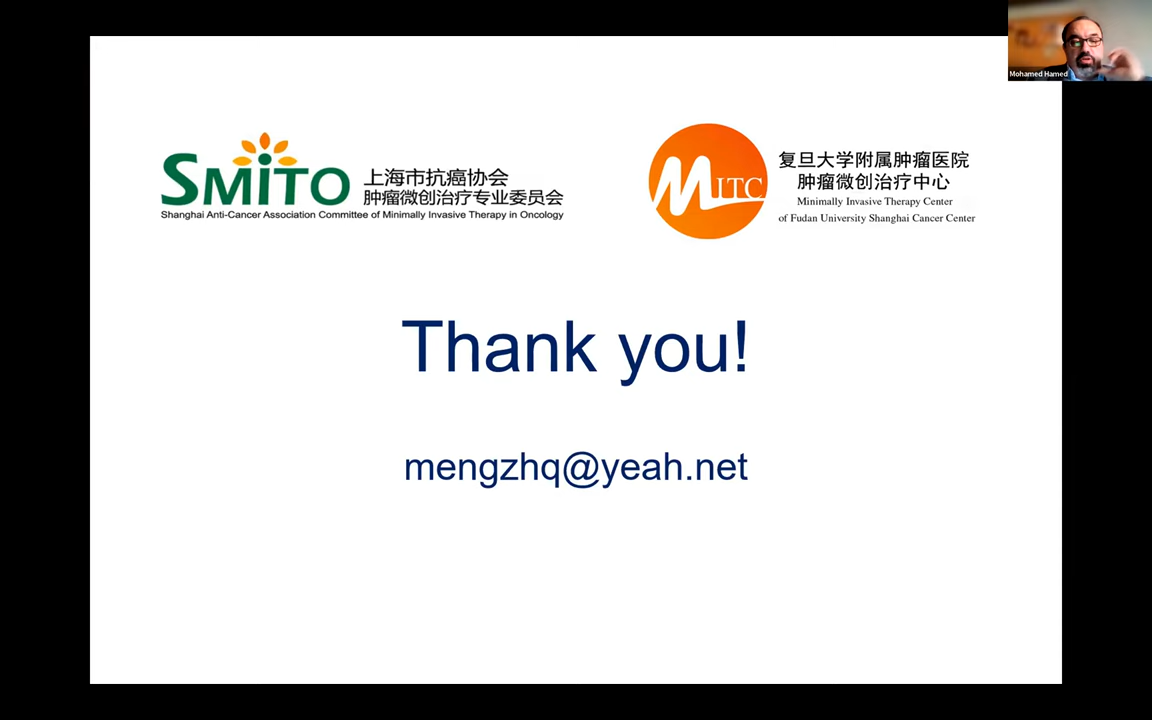 Mohamed Hamed
SMiTO
上海市抗癌协会
肿瘤微创治疗专业委员会
Shanghai Anti-Cancer Association Committee of Minimally Invasive Therapy in Oncology
MITC
复旦大学附属肿瘤医院
肿瘤微创治疗中心
Minimally Invasive Therapy Center
of Fudan University Shanghai Cancer Center
Thank you!
mengzhq@yeah.net